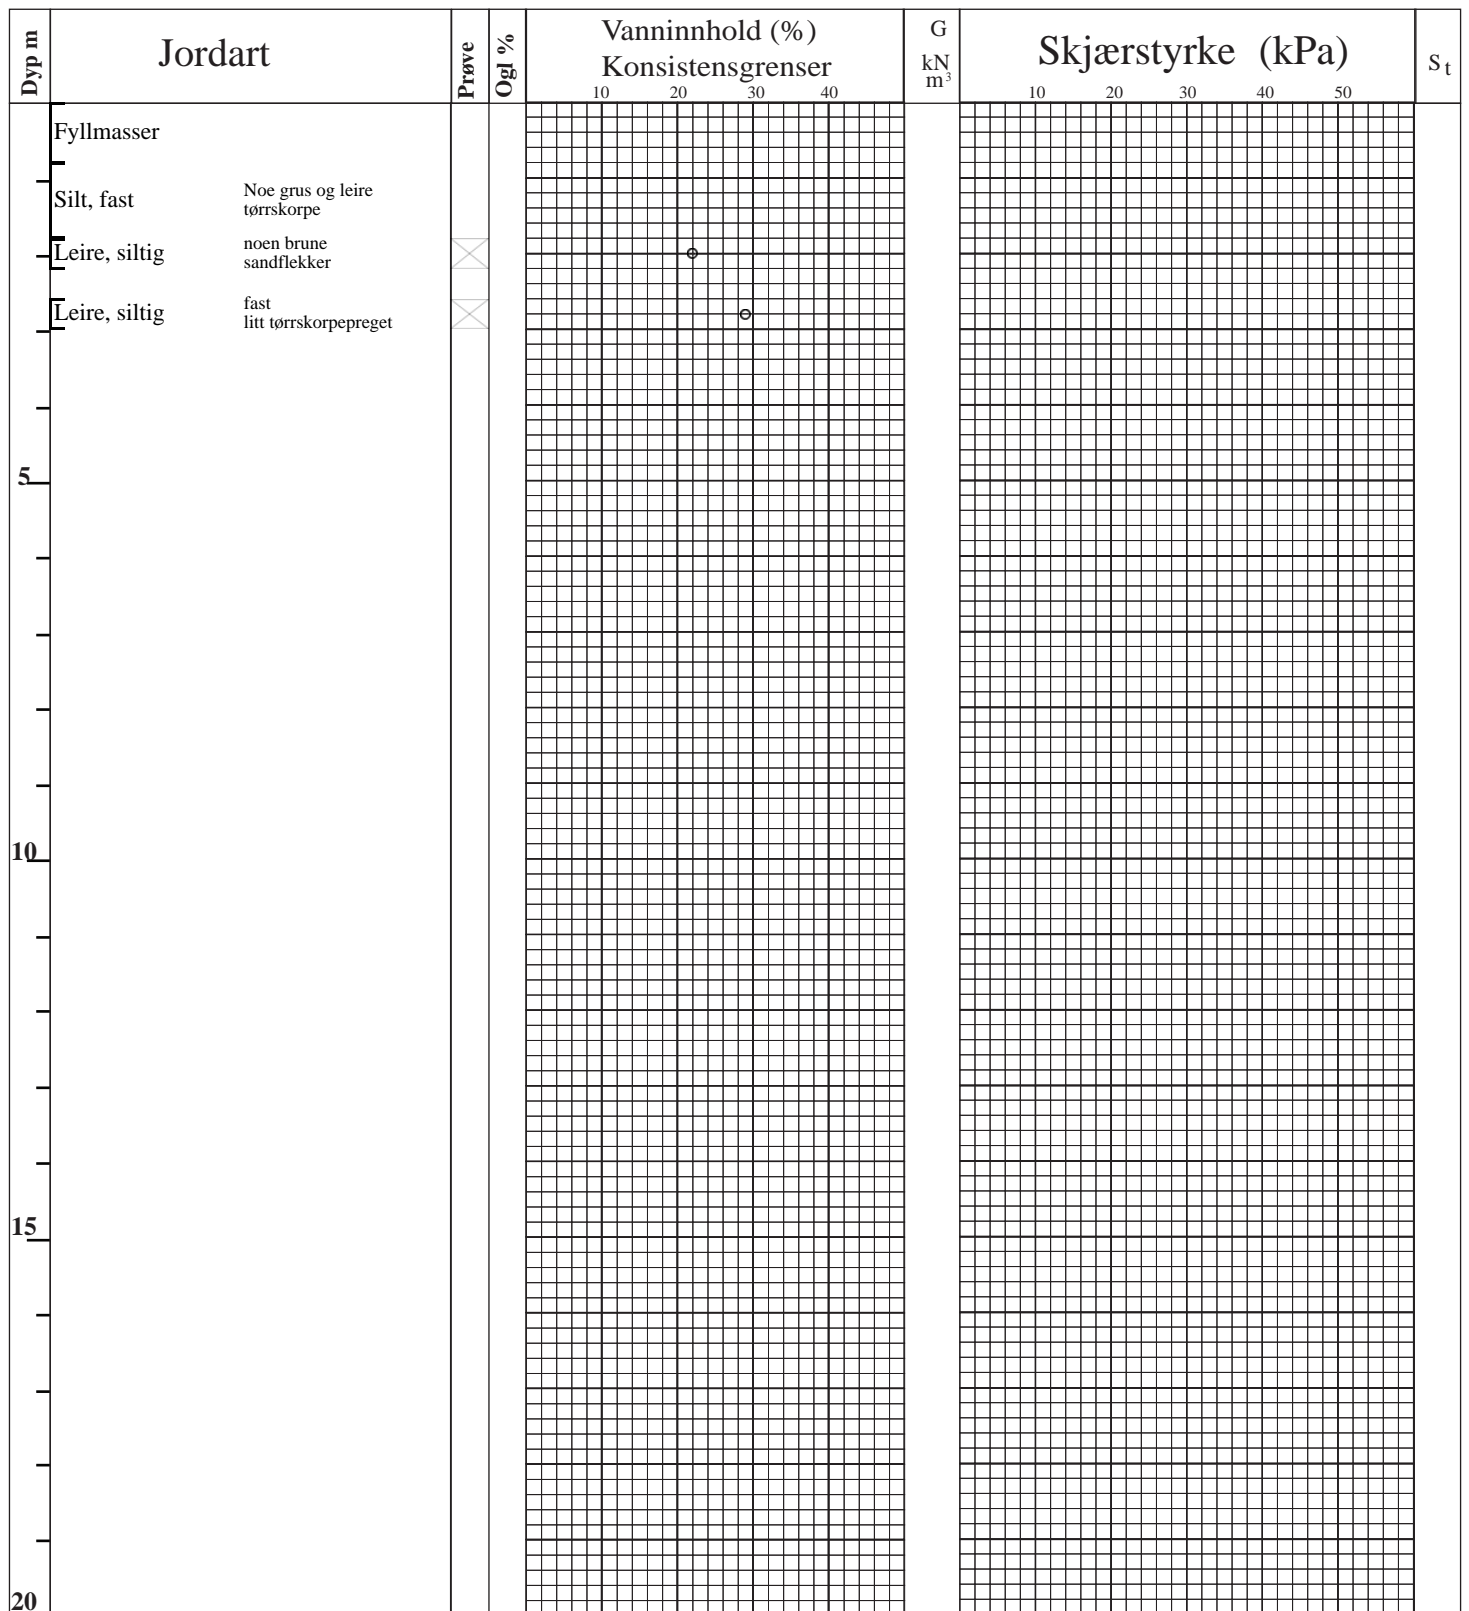 Dyp m
Jordart
Prøve
Ogl %
Vanninnhold (%)
Konsistensgrenser
10 20 30 40
G
kN
m³
Skjærstyrke (kPa)
10 20 30 40 50
St
Fyllmasser
Silt, fast
Noe grus og leire
tørrskorpe
Leire, siltig
noen brune
sandflekker
Leire, siltig
fast
litt tørrskorpepreget
5
10
15
20